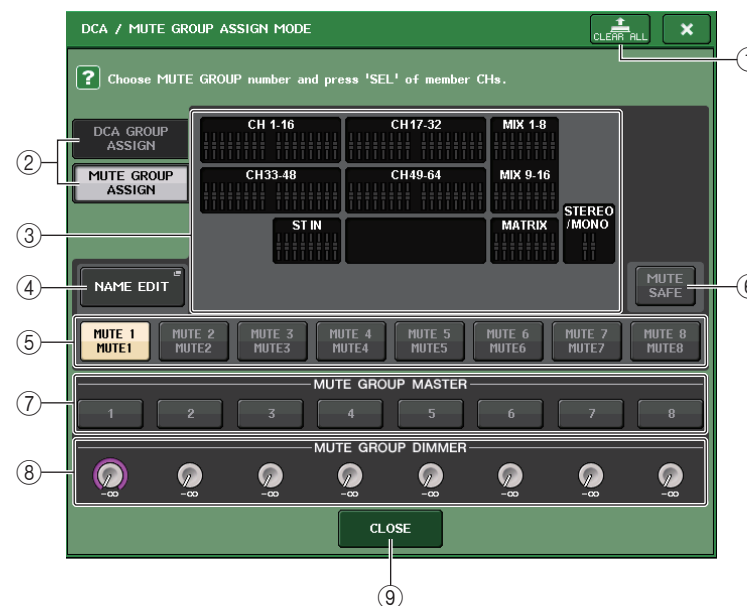 DCA / MUTE GROUP ASSIGN MODE
CLEAR ALL
? Choose MUTE GROUP number and press 'SEL' of member CHs.
DCA GROUP
ASSIGN
MUTE GROUP
ASSIGN
CH 1-16
CH17-32
MIX 1-8
CH33-48
CH49-64
MIX 9-16
ST IN
MATRIX
STEREO
/MONO
②
③
④
NAME EDIT
MUTE
SAFE
⑤
MUTE 1
MUTE1
MUTE 2
MUTE2
MUTE 3
MUTE3
MUTE 4
MUTE4
MUTE 5
MUTE5
MUTE 6
MUTE6
MUTE 7
MUTE7
MUTE 8
MUTE8
⑦
MUTE GROUP MASTER
1 2 3 4 5 6 7 8
⑧
MUTE GROUP DIMMER
-∞ -∞ -∞ -∞ -∞ -∞ -∞ -∞
CLOSE
⑨